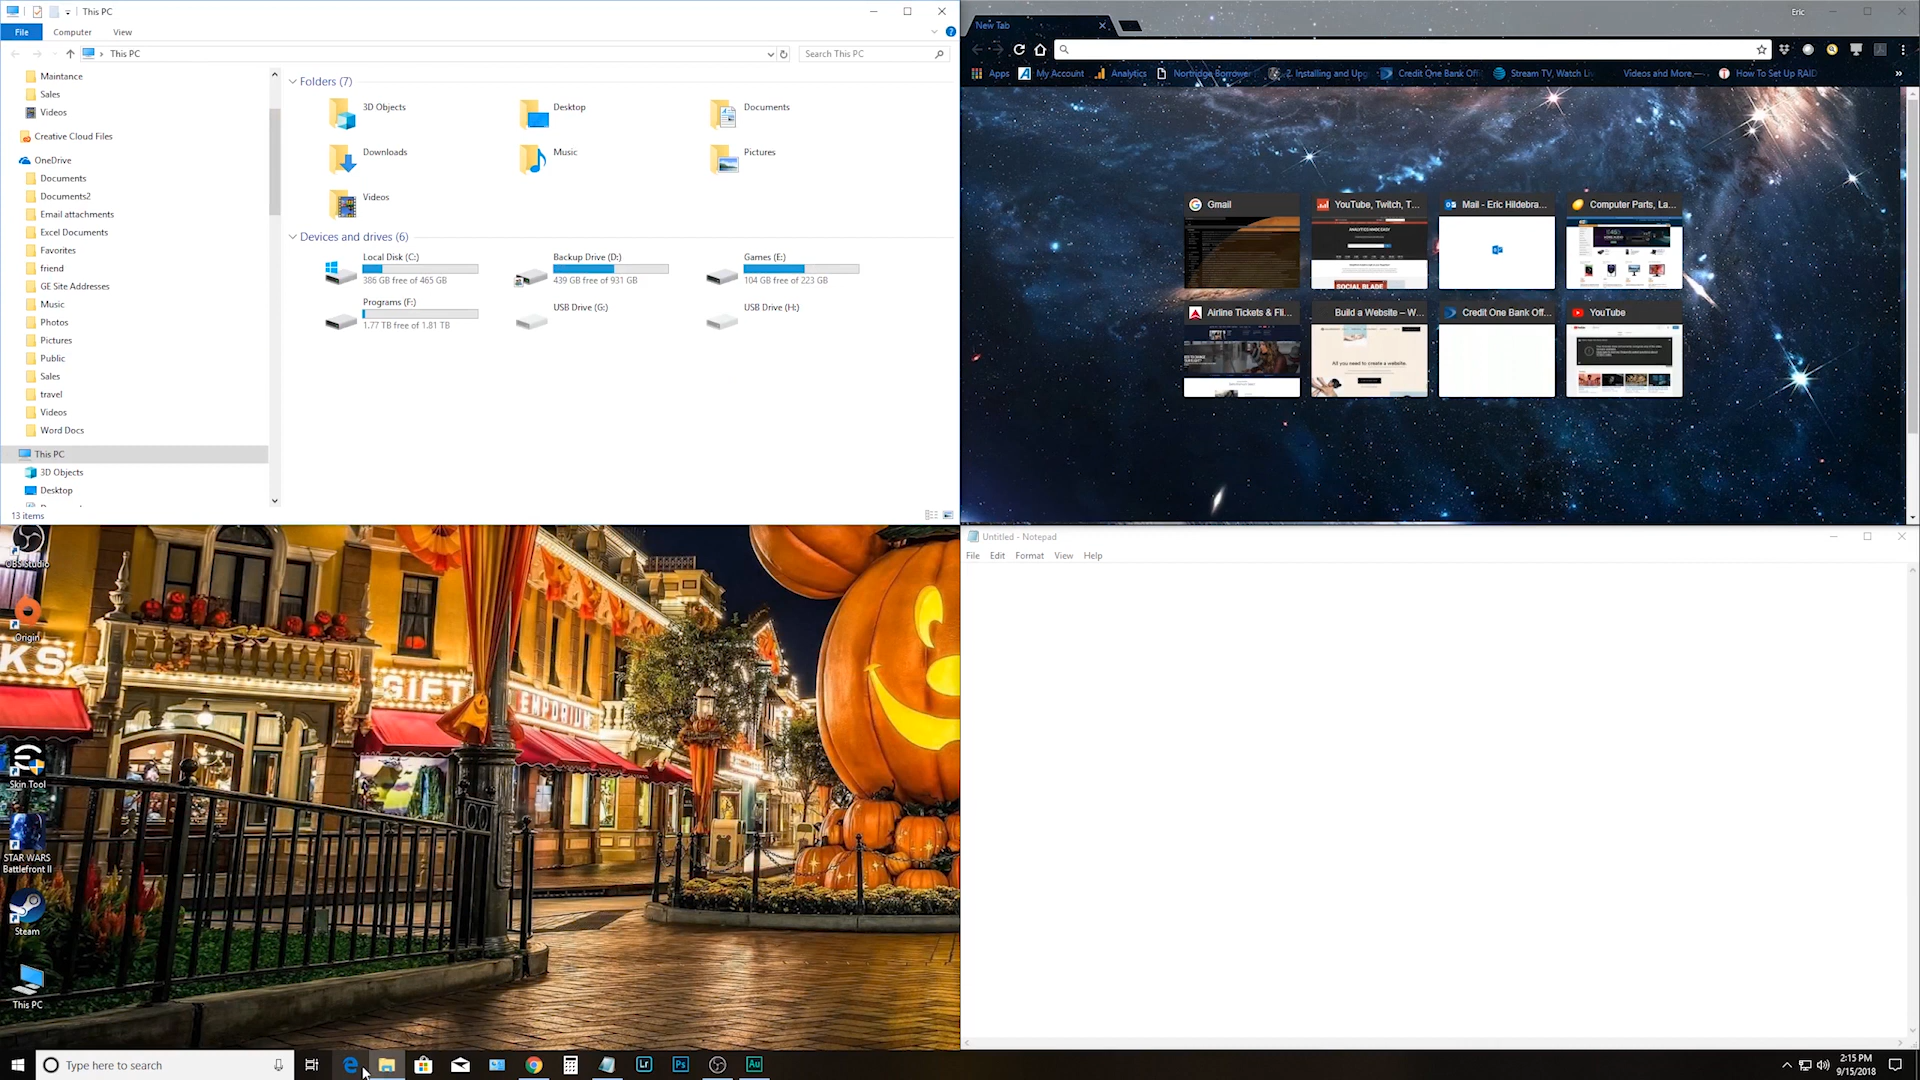 This PC
File
Computer
View
This PC
Search This PC
Maintance
Sales
Videos
Creative Cloud Files
OneDrive
Documents
Documents2
Email attachments
Excel Documents
Favorites
friend
GE Site Addresses
Music
Photos
Pictures
Public
Sales
travel
Videos
Word Docs
This PC
3D Objects
Desktop
13 items
Folders (7)
3D Objects
Desktop
Documents
Downloads
Music
Pictures
Videos
Devices and drives (6)
Local Disk (C:)
386 GB free of 465 GB
Backup Drive (D:)
439 GB free of 931 GB
Games (E:)
104 GB free of 223 GB
Programs (F:)
1.77 TB free of 1.81 TB
USB Drive (G:)
USB Drive (H:)
New Tab
Eric
Apps
My Account
Analytics
Nortridge Borrower
2. Installing and Upg
Credit One Bank Offi
Stream TV, Watch Liv
Videos and More —
How To Set Up RAID
Gmail
YouTube, Twitch, T...
Mail - Eric Hildebra...
Computer Parts, La...
ANALYTICS MADE EASY
SOCIAL BLADE
Airline Tickets & Fli...
Build a Website – W...
Credit One Bank Off...
YouTube
All you need to create a website.
Untitled - Notepad
File
Edit
Format
View
Help
OBS Studio
Origin
KS
GIFT
EMPORIUM
Skin Tool
STAR WARS
Battlefront II
Steam
This PC
Type here to search
Lr
Ps
Au
2:15 PM
9/15/2018